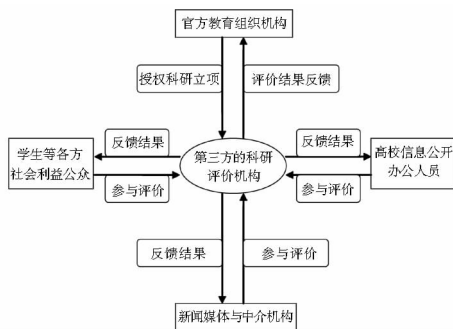 官方教育组织机构
授权科研立项
评价结果反馈
反馈结果
反馈结果
学生等各方
社会利益公众
第三方的科研
评价机构
高校信息公开
办公人员
参与评价
参与评价
反馈结果
参与评价
新闻媒体与中介机构